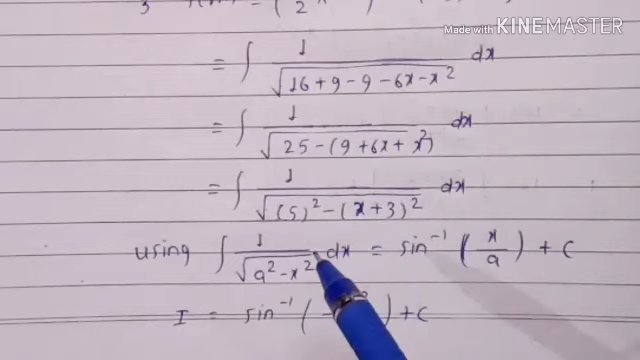 Made with KINEMASTER
= ∫ 1/√(16+9-9-6x-x²) dx
= ∫ 1/√(25-(9+6x+x²)) dx
= ∫ 1/√((5)²-(x+3)²) dx
using ∫ 1/√(a²-x²) dx = sin⁻¹(x/a) + c
I = sin⁻¹( ) + c